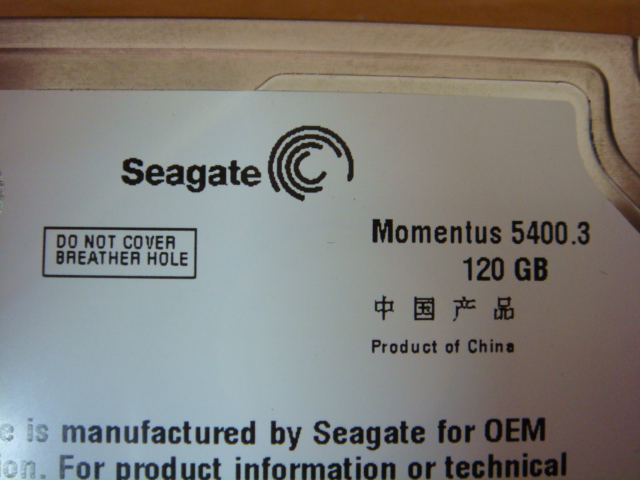 Seagate
DO NOT COVER
BREATHER HOLE
Momentus 5400.3
120 GB
中国产品
Product of China
is manufactured by Seagate for OEM
For product information or technical